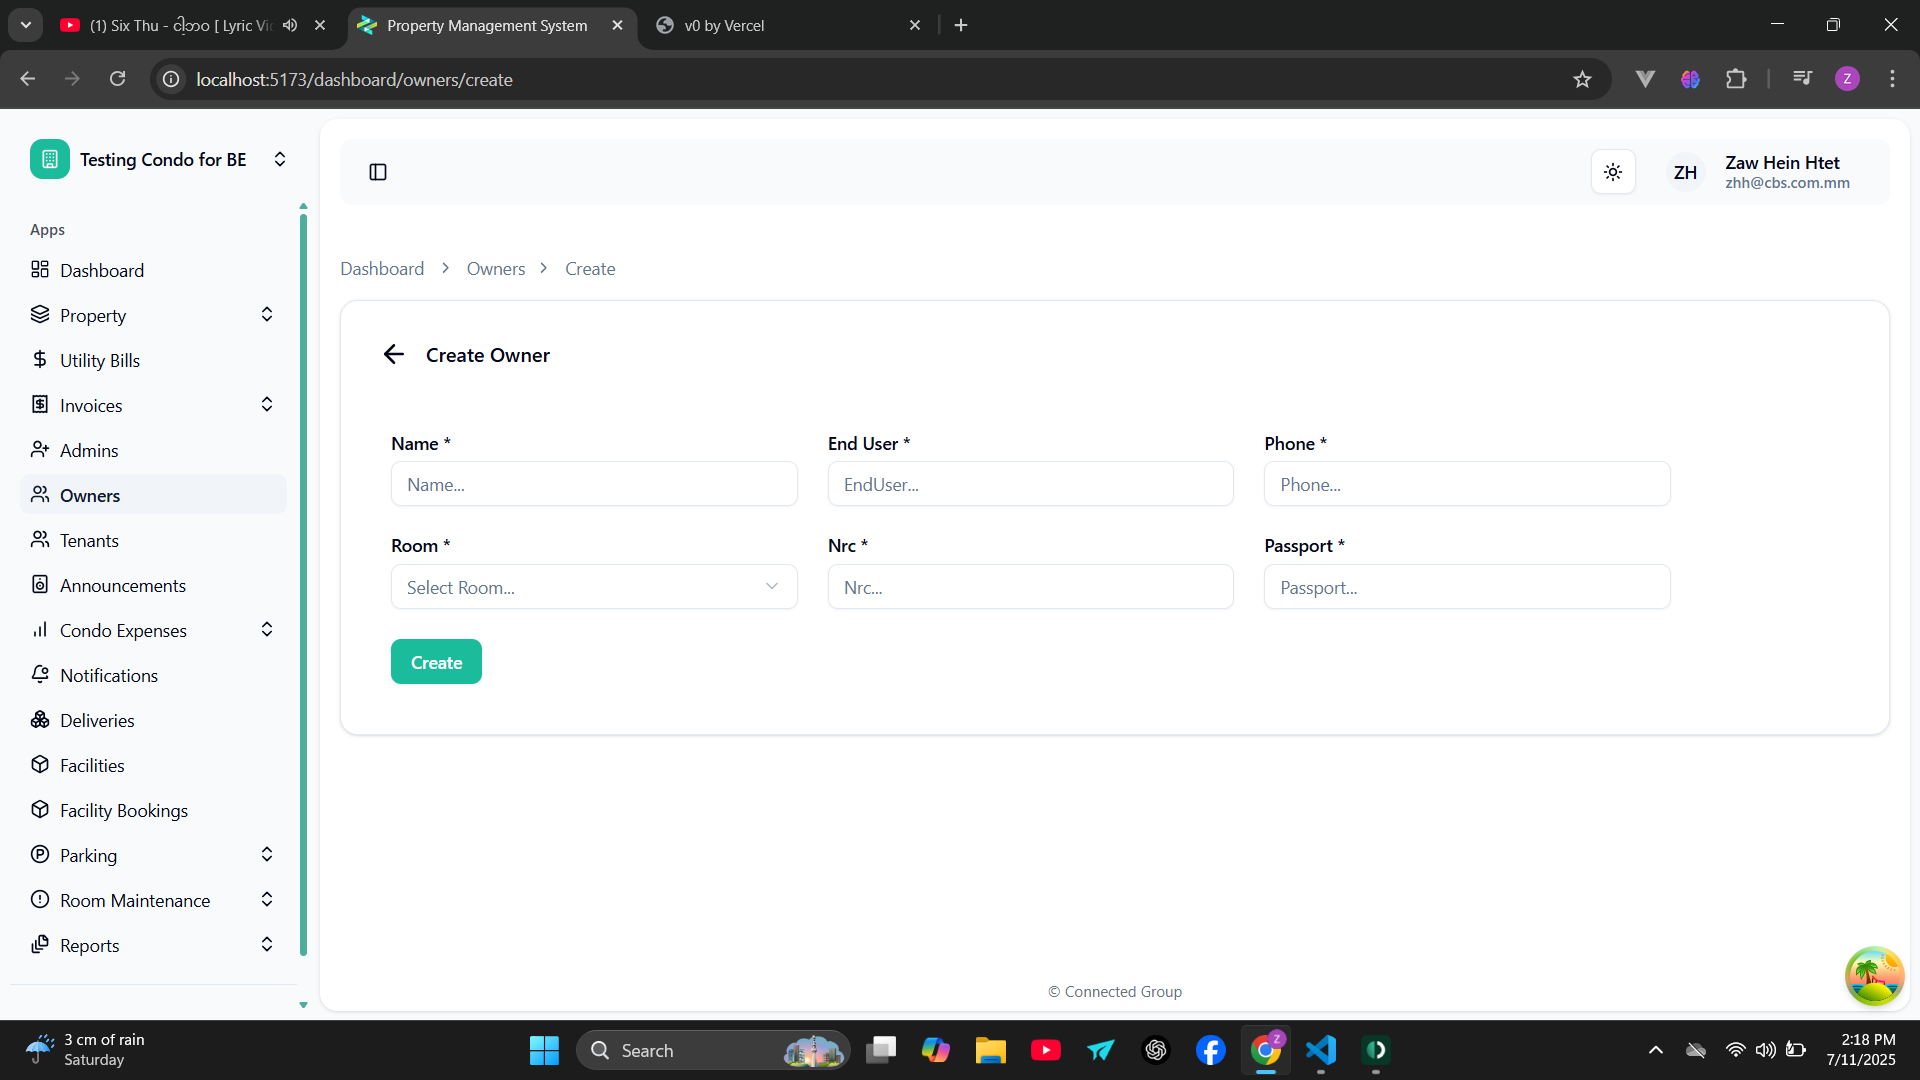 (1) Six Thu - ငါ့ဘဝ [ Lyric Vic
Property Management System
v0 by Vercel
localhost:5173/dashboard/owners/create
Z
Testing Condo for BE
ZH
Zaw Hein Htet
zhh@cbs.com.mm
Apps
Dashboard
Property
Utility Bills
Invoices
Admins
Owners
Tenants
Announcements
Condo Expenses
Notifications
Deliveries
Facilities
Facility Bookings
Parking
Room Maintenance
Reports
Dashboard > Owners > Create
Create Owner
Name * End User * Phone *
Name... EndUser... Phone...
Room * Nrc * Passport *
Select Room... Nrc... Passport...
Create
© Connected Group
3 cm of rain
Saturday
Search
Z
2:18 PM
7/11/2025